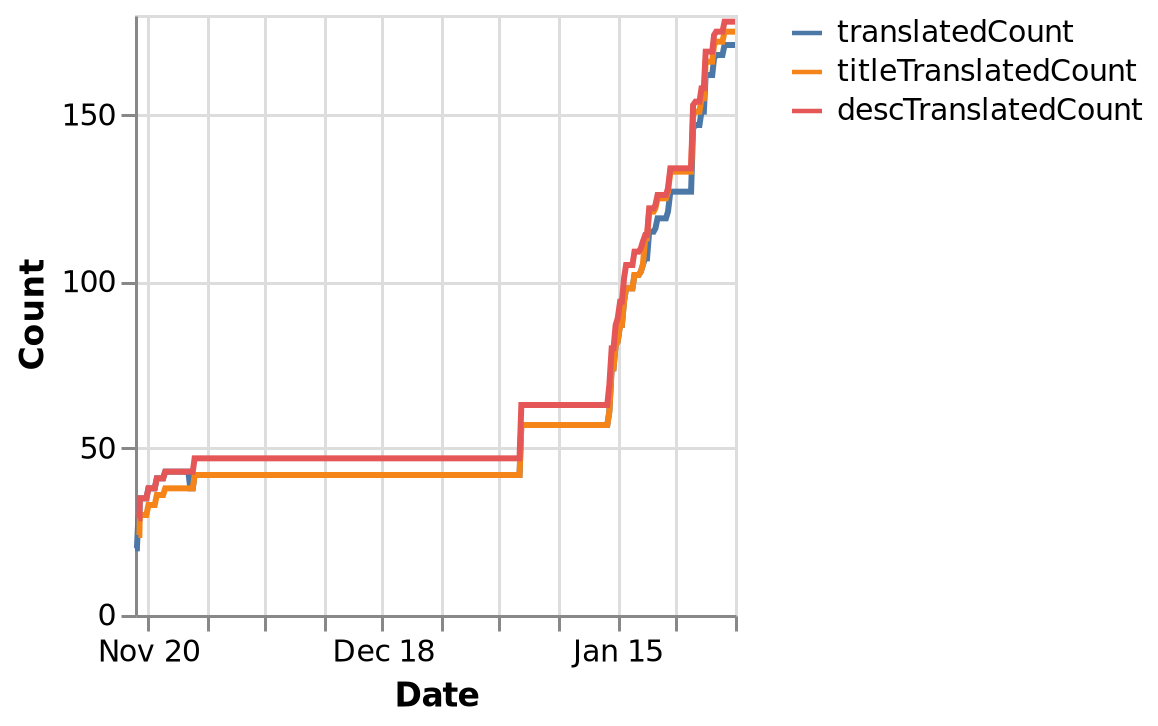 translatedCount
titleTranslatedCount
descTranslatedCount
150
100
50
0
Count
Nov 20
Dec 18
Jan 15
Date